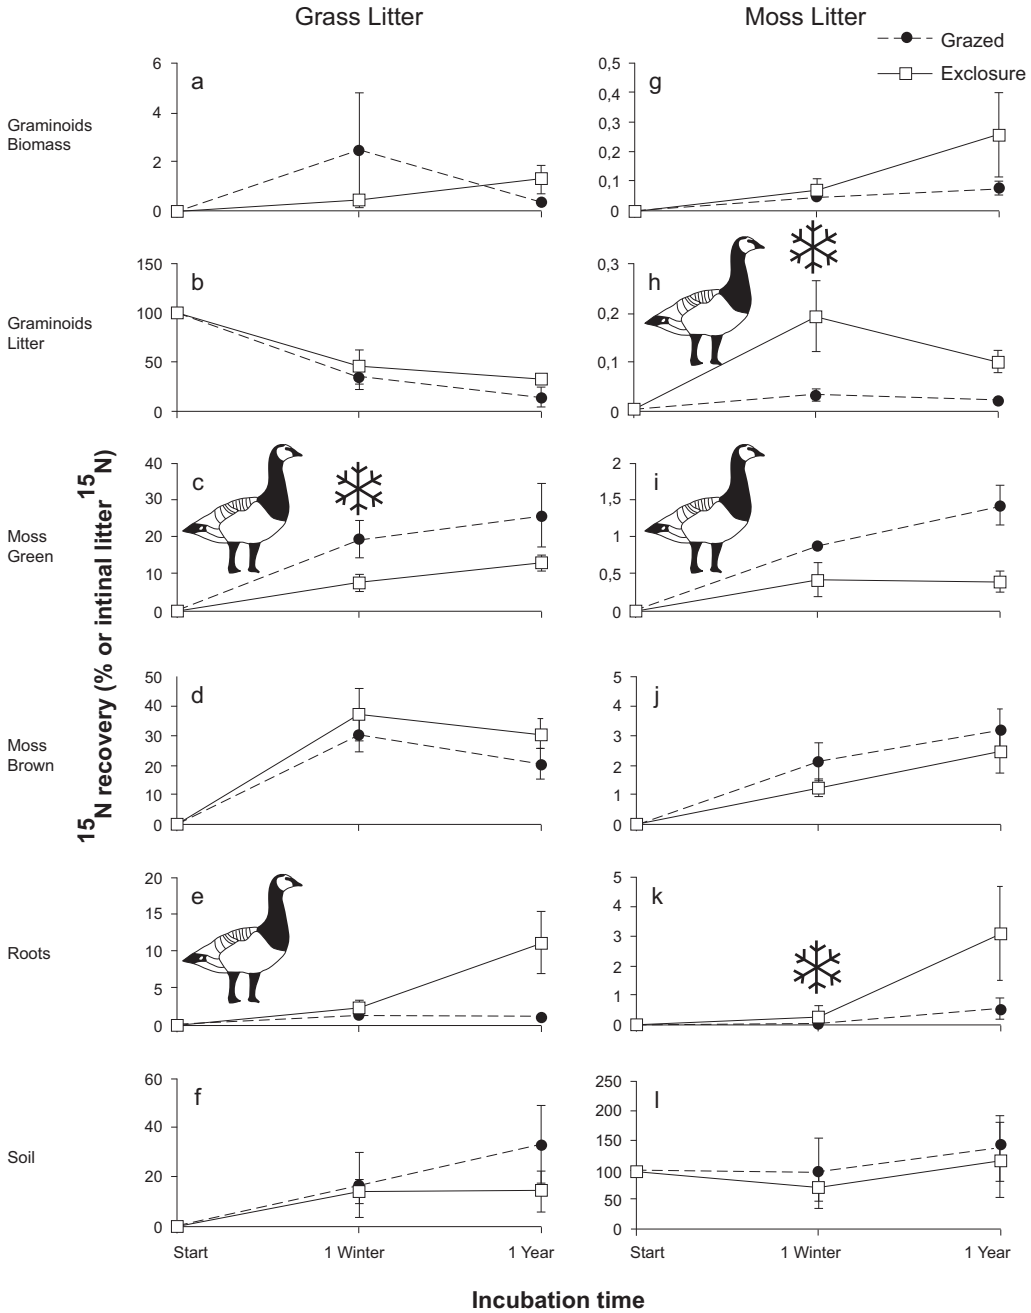 Grass Litter
Moss Litter
Grazed
Exclosure
Graminoids
Biomass
a
6
4
2
0
g
0,5
0,4
0,3
0,2
0,1
0
Graminoids
Litter
b
150
100
50
0
h
0,3
0,2
0,1
0
Moss
Green
c
40
30
20
10
0
i
2
1,5
1
0,5
0
Moss
Brown
d
50
40
30
20
10
0
j
5
4
3
2
1
0
Roots
e
20
15
10
5
0
k
5
4
3
2
1
0
Soil
f
60
40
20
0
l
250
200
150
100
50
0
15N recovery (% or intinal litter 15N)
Start
1 Winter
1 Year
Start
1 Winter
1 Year
Incubation time